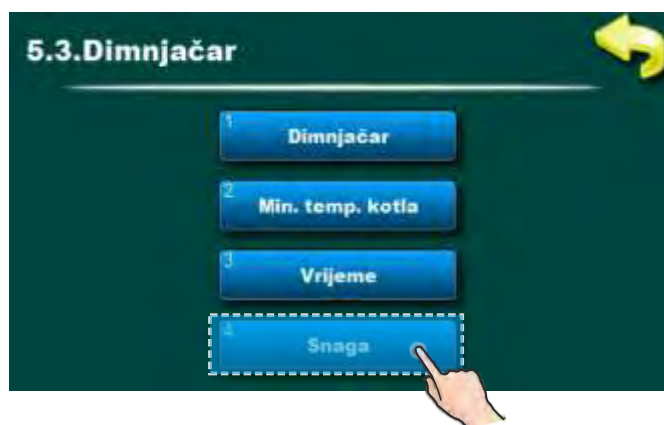 5.3.Dimnjačar
1
Dimnjačar
2
Min. temp. kotla
3
Vrijeme
4
Snaga